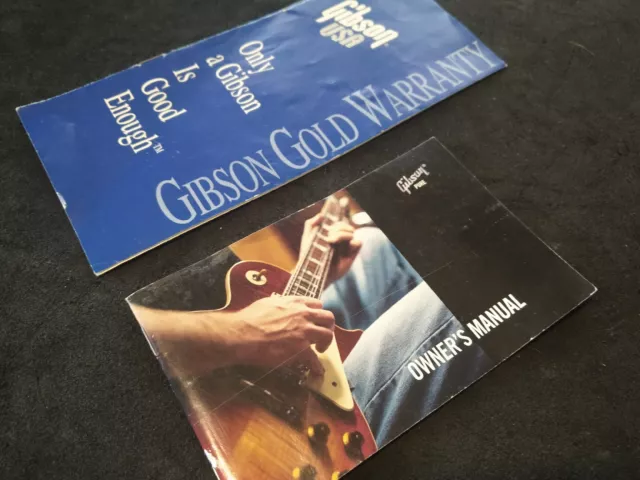 Gibson
USA
Only
a Gibson
Is
Good
Enough™
GIBSON GOLD WARRANTY
Gibson
OWNER'S MANUAL